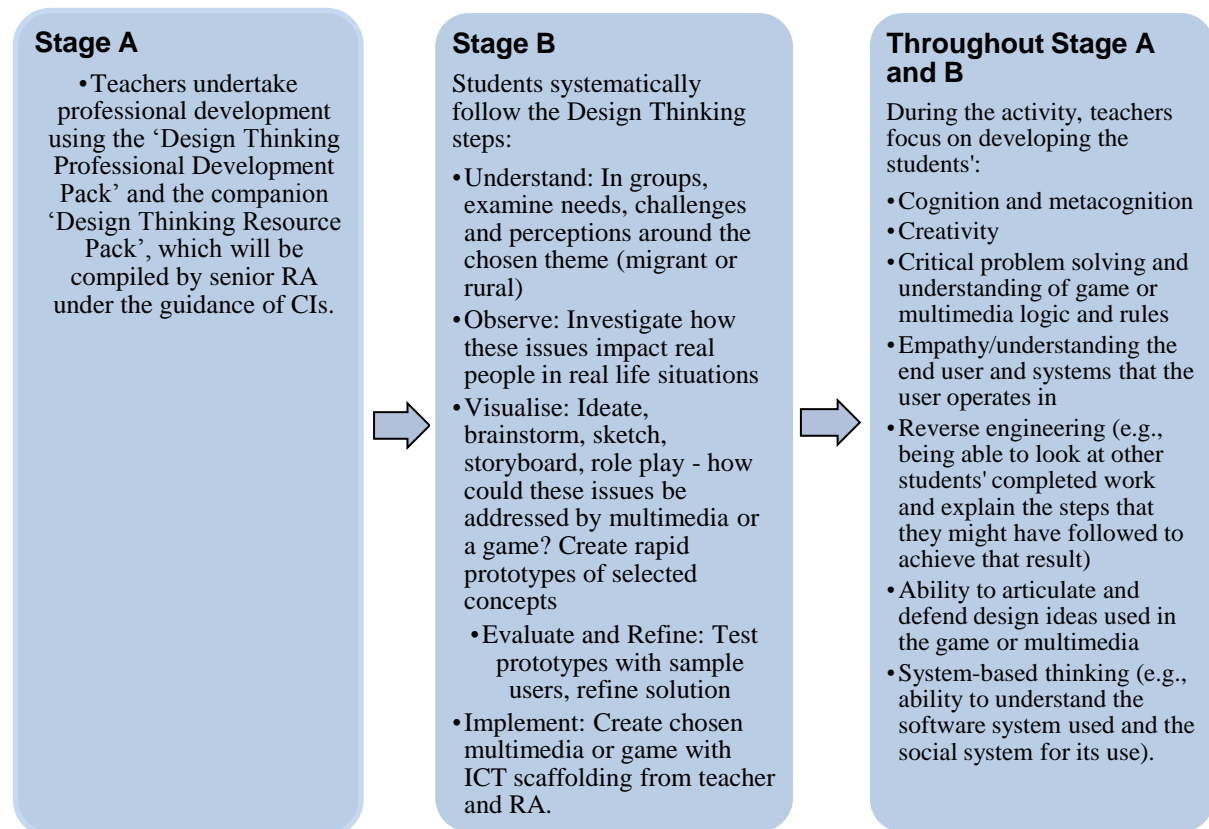 Stage A
•Teachers undertake
professional development
using the ‘Design Thinking
Professional Development
Pack’ and the companion
‘Design Thinking Resource
Pack’, which will be
compiled by senior RA
under the guidance of CIs.
Stage B
Students systematically
follow the Design Thinking
steps:
•Understand: In groups,
examine needs, challenges
and perceptions around the
chosen theme (migrant or
rural)
•Observe: Investigate how
these issues impact real
people in real life situations
•Visualise: Ideate,
brainstorm, sketch,
storyboard, role play - how
could these issues be
addressed by multimedia or
a game? Create rapid
prototypes of selected
concepts
•Evaluate and Refine: Test
prototypes with sample
users, refine solution
•Implement: Create chosen
multimedia or game with
ICT scaffolding from teacher
and RA.
Throughout Stage A
and B
During the activity, teachers
focus on developing the
students':
•Cognition and metacognition
•Creativity
•Critical problem solving and
understanding of game or
multimedia logic and rules
•Empathy/understanding the
end user and systems that the
user operates in
•Reverse engineering (e.g.,
being able to look at other
students' completed work
and explain the steps that
they might have followed to
achieve that result)
•Ability to articulate and
defend design ideas used in
the game or multimedia
•System-based thinking (e.g.,
ability to understand the
software system used and the
social system for its use).